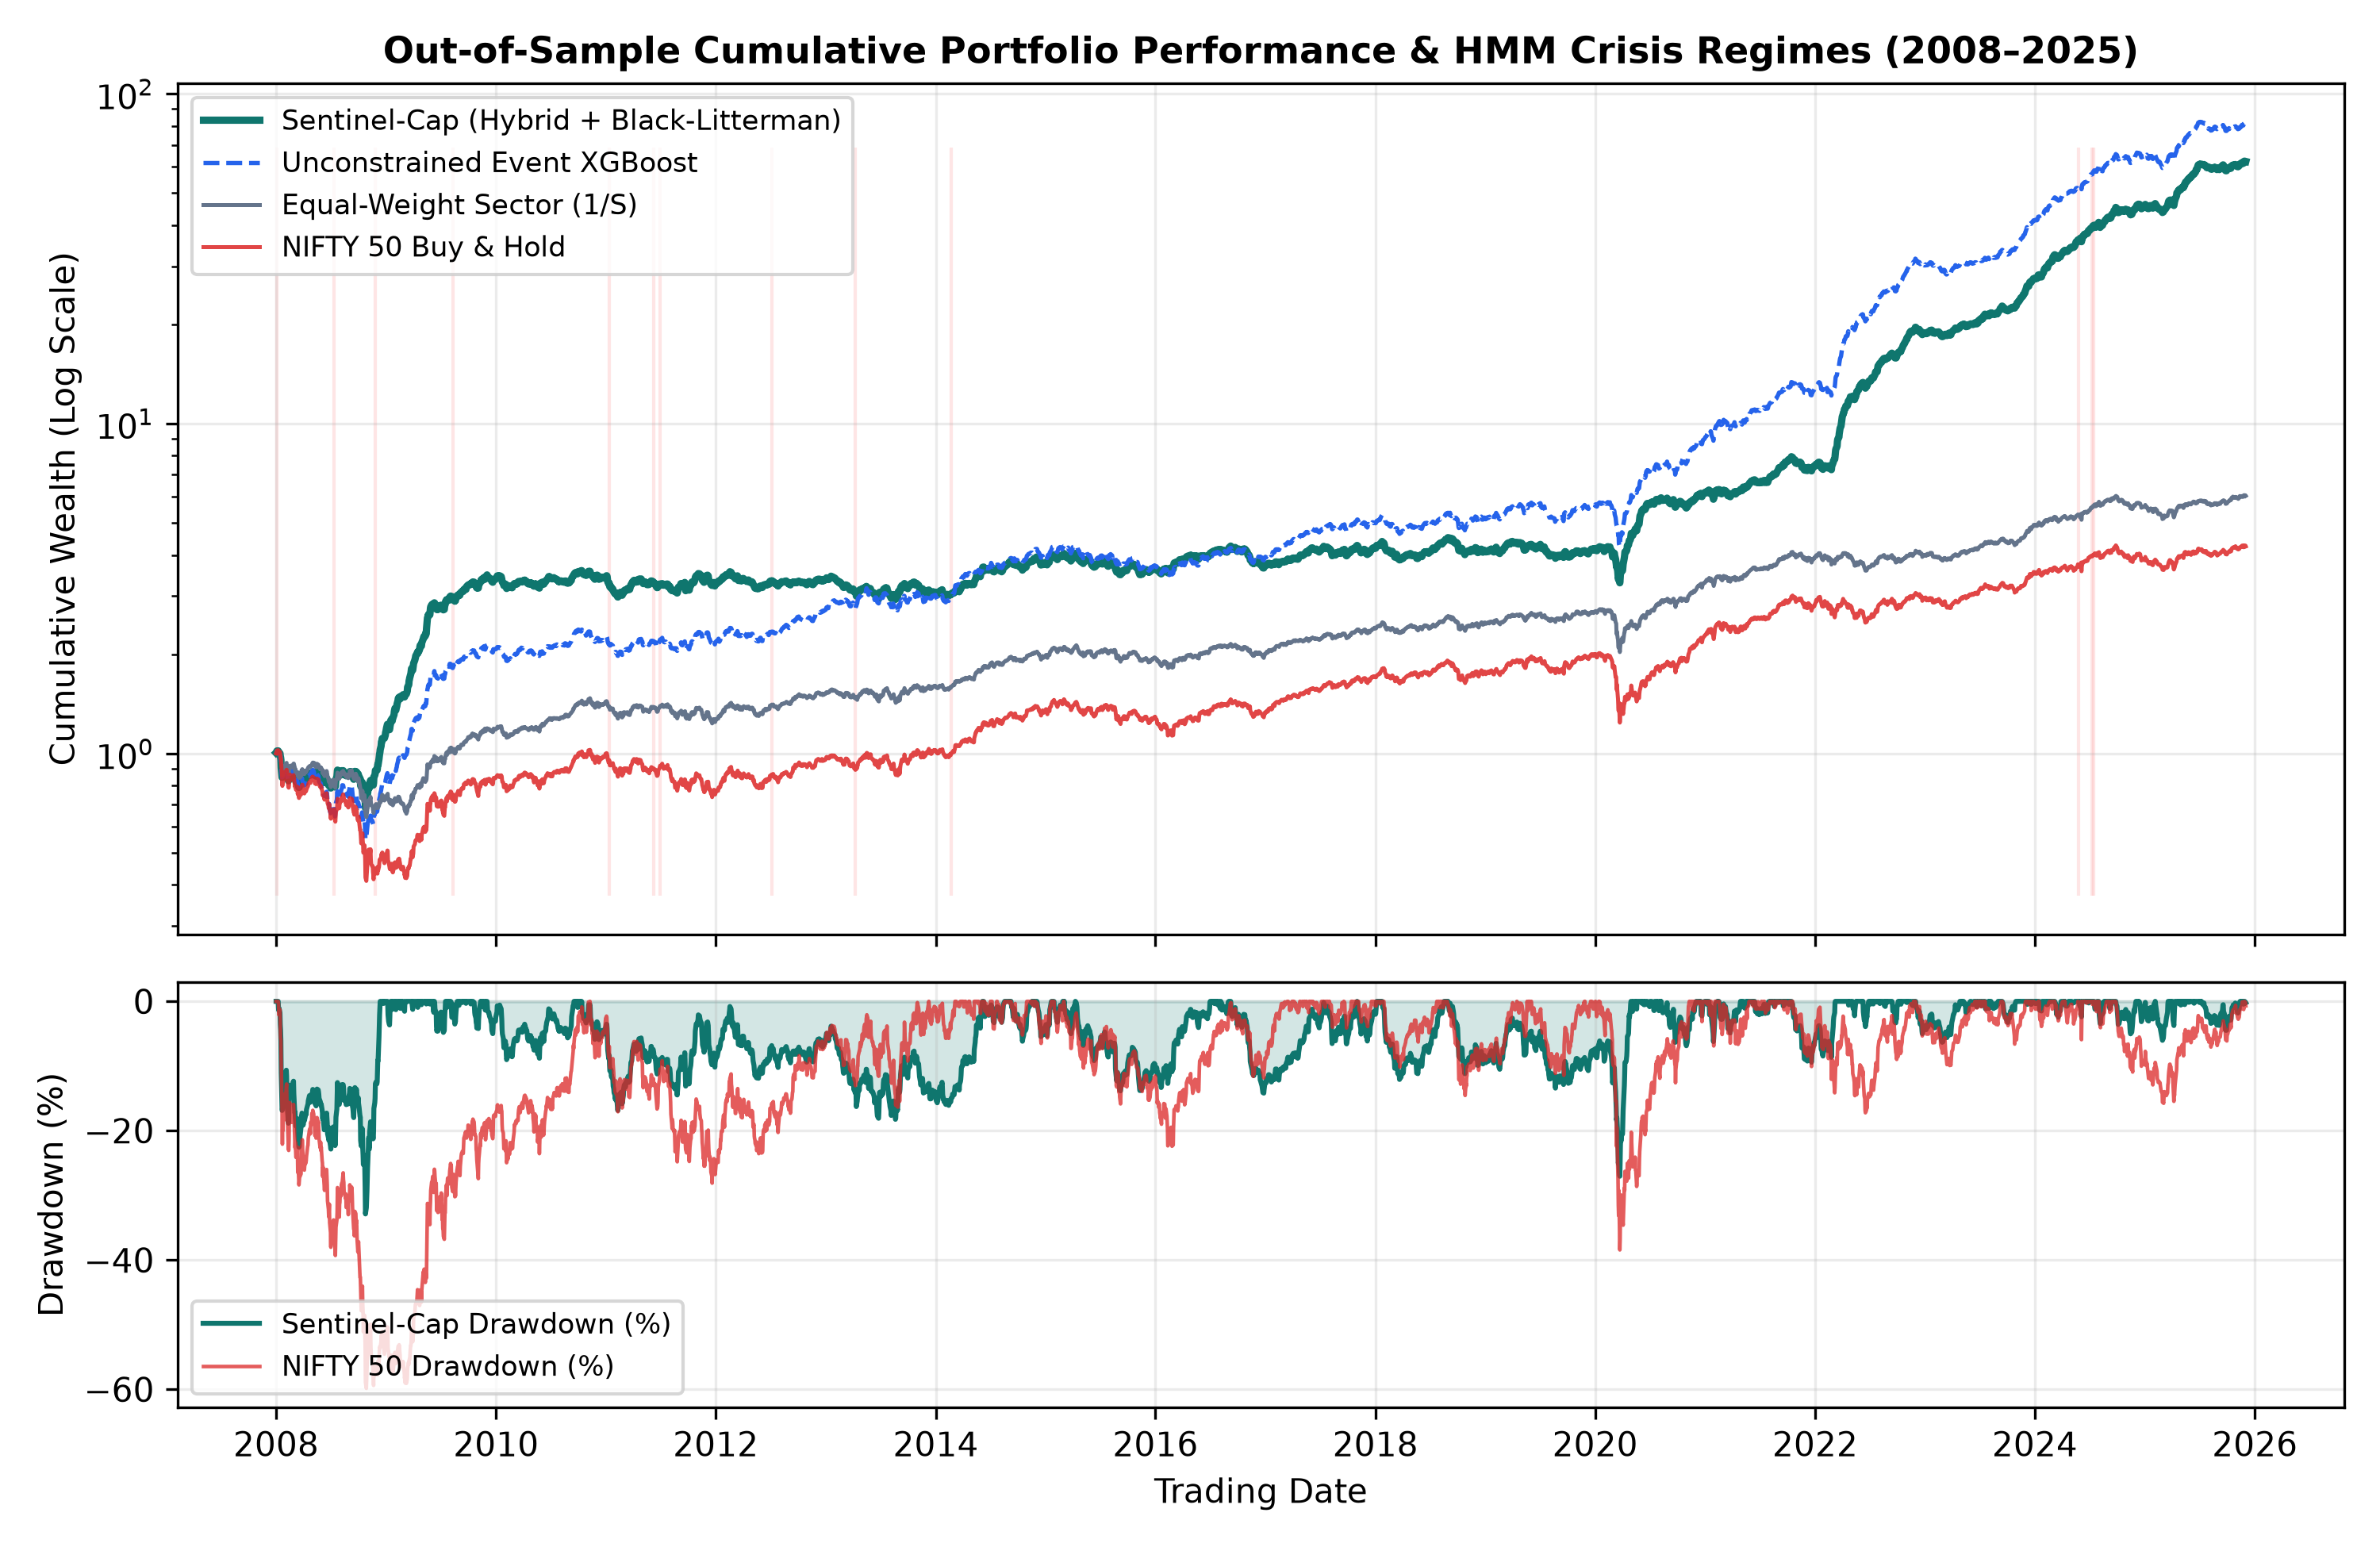 Out-of-Sample Cumulative Portfolio Performance & HMM Crisis Regimes (2008–2025)
Cumulative Wealth (Log Scale)
10²
10¹
10⁰
Sentinel-Cap (Hybrid + Black-Litterman)
Unconstrained Event XGBoost
Equal-Weight Sector (1/S)
NIFTY 50 Buy & Hold
Drawdown (%)
0
−20
−40
−60
Sentinel-Cap Drawdown (%)
NIFTY 50 Drawdown (%)
2008 2010 2012 2014 2016 2018 2020 2022 2024 2026
Trading Date